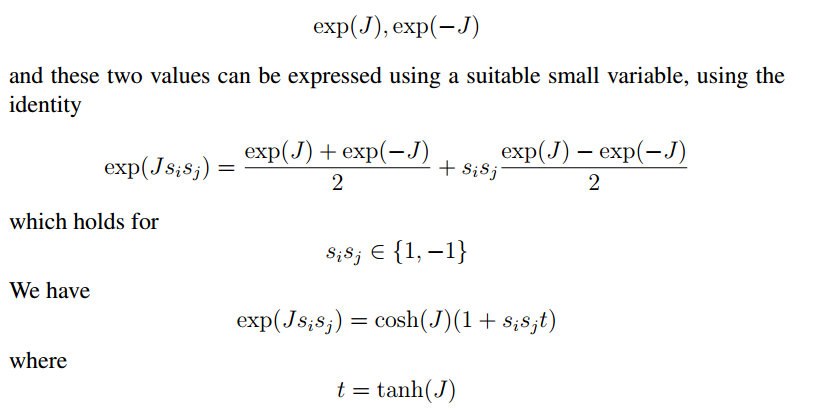 exp(J), exp(−J)
and these two values can be expressed using a suitable small variable, using the
identity
exp(Js_is_j) = \frac{exp(J) + exp(−J)}{2} + s_is_j \frac{exp(J) − exp(−J)}{2}
which holds for
s_is_j ∈ {1, −1}
We have
exp(Js_is_j) = cosh(J)(1 + s_is_jt)
where
t = tanh(J)